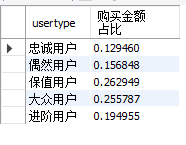 usertype 购买金额
占比
忠诚用户 0.129460
偶然用户 0.156848
保值用户 0.262949
大众用户 0.255787
进阶用户 0.194955